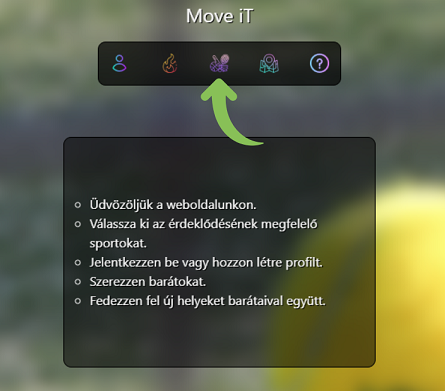 Move iT
?
Üdvözöljük a weboldalunkon.
Válassza ki az érdeklődésének megfelelő
sportokat.
Jelentkezzen be vagy hozzon létre profilt.
Szerezzen barátokat.
Fedezzen fel új helyeket barátaival együtt.